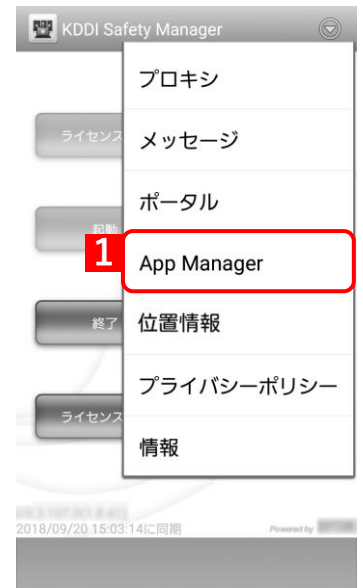 KDDI Safety Manager
プロキシ
ライセンス
メッセージ
ポータル
起動
1
App Manager
終了
位置情報
プライバシーポリシー
ライセンス
情報
2018/09/20 15:03:14に同期
Powered by